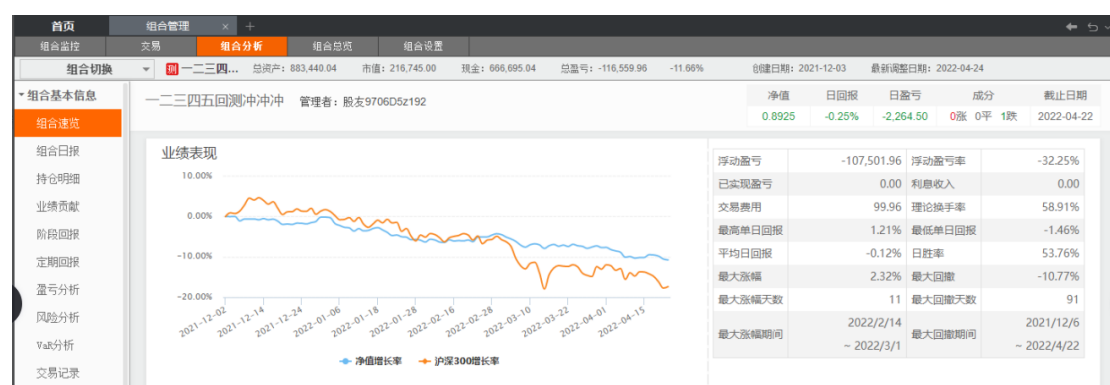 首页 组合管理 × +
组合监控 交易 组合分析 组合总览 组合设置
组合切换 一二三四... 总资产：883,440.04 市值：216,745.00 现金：666,695.04 总盈亏：-116,559.96 -11.66% 创建日期：2021-12-03 最新调整日期：2022-04-24
组合基本信息
组合速览
组合日报
持仓明细
业绩贡献
阶段回报
定期回报
盈亏分析
风险分析
VaR分析
交易记录
一二三四五回测冲冲冲 管理者：股友9706D5z192
净值 日回报 日盈亏 成分 截止日期
0.8925 -0.25% -2,264.50 0涨 0平 1跌 2022-04-22
业绩表现
10.00%
0.00%
-10.00%
-20.00%
2021-12-02 2021-12-14 2021-12-24 2022-01-06 2022-01-18 2022-01-28 2022-02-16 2022-02-28 2022-03-10 2022-03-22 2022-04-01 2022-04-15
净值增长率 沪深300增长率
浮动盈亏 -107,501.96 浮动盈亏率 -32.25%
已实现盈亏 0.00 利息收入 0.00
交易费用 99.96 理论换手率 58.91%
最高单日回报 1.21% 最低单日回报 -1.46%
平均日回报 -0.12% 日胜率 53.76%
最大涨幅 2.32% 最大回撤 -10.77%
最大涨幅天数 11 最大回撤天数 91
最大涨幅期间 2022/2/14 ~ 2022/3/1 最大回撤期间 2021/12/6 ~ 2022/4/22